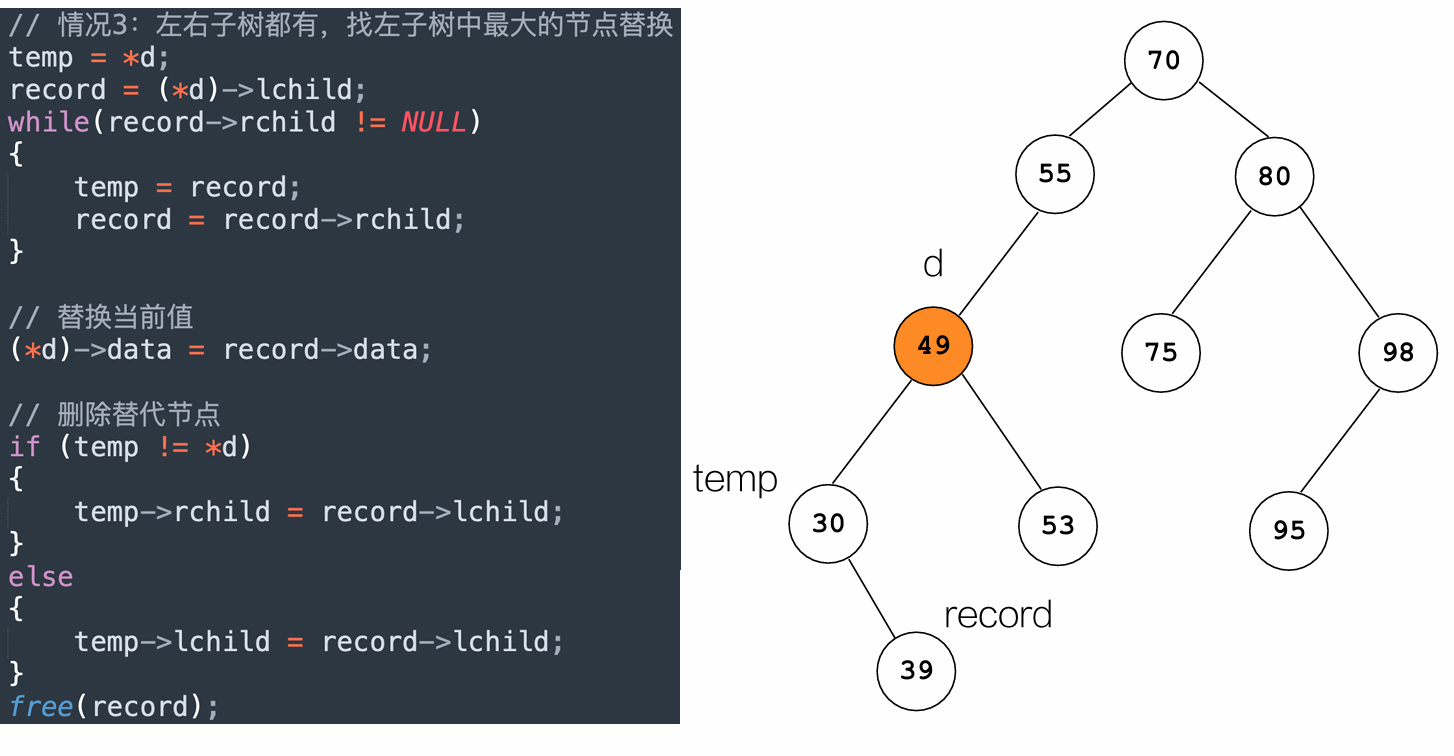 // 情况3：左右子树都有，找左子树中最大的节点替换
temp = *d;
record = (*d)->lchild;
while(record->rchild != NULL)
{
    temp = record;
    record = record->rchild;
}
// 替换当前值
(*d)->data = record->data;
// 删除替代节点
if (temp != *d)
{
    temp->rchild = record->lchild;
}
else
{
    temp->lchild = record->lchild;
}
free(record);
70
55
80
d
49
75
98
temp
30
53
95
record
39